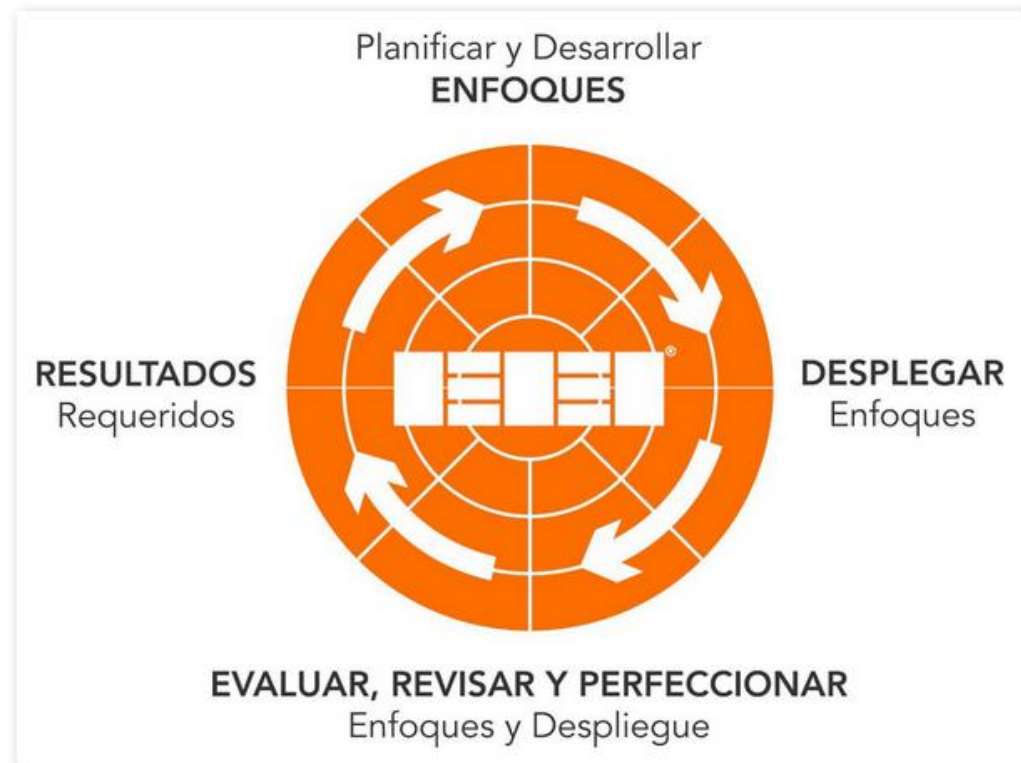 Planificar y Desarrollar
ENFOQUES
RESULTADOS
Requeridos
®
DESPLEGAR
Enfoques
EVALUAR, REVISAR Y PERFECCIONAR
Enfoques y Despliegue